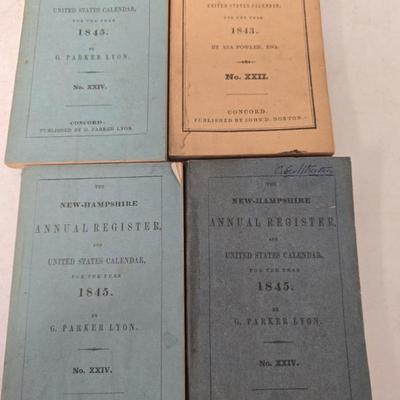 UNITED STATES CALENDAR,
FOR THE YEAR
1845.
BY
G. PARKER LYON.
No. XXIV.
CONCORD:
PUBLISHED BY G. PARKER LYON
UNITED STATES CALENDAR,
FOR THE YEAR
1843.
BY ASA FOWLER, ESQ.
No. XXII.
CONCORD.
PUBLISHED BY JOHN D. NORTON.
THE
NEW-HAMPSHIRE
ANNUAL REGISTER,
AND
UNITED STATES CALENDAR,
FOR THE YEAR
1845.
BY
G. PARKER LYON.
No. XXIV.
THE
NEW-HAMPSHIRE
ANNUAL REGISTER,
AND
UNITED STATES CALENDAR,
FOR THE YEAR
1845.
BY
G. PARKER LYON.
No. XXIV.